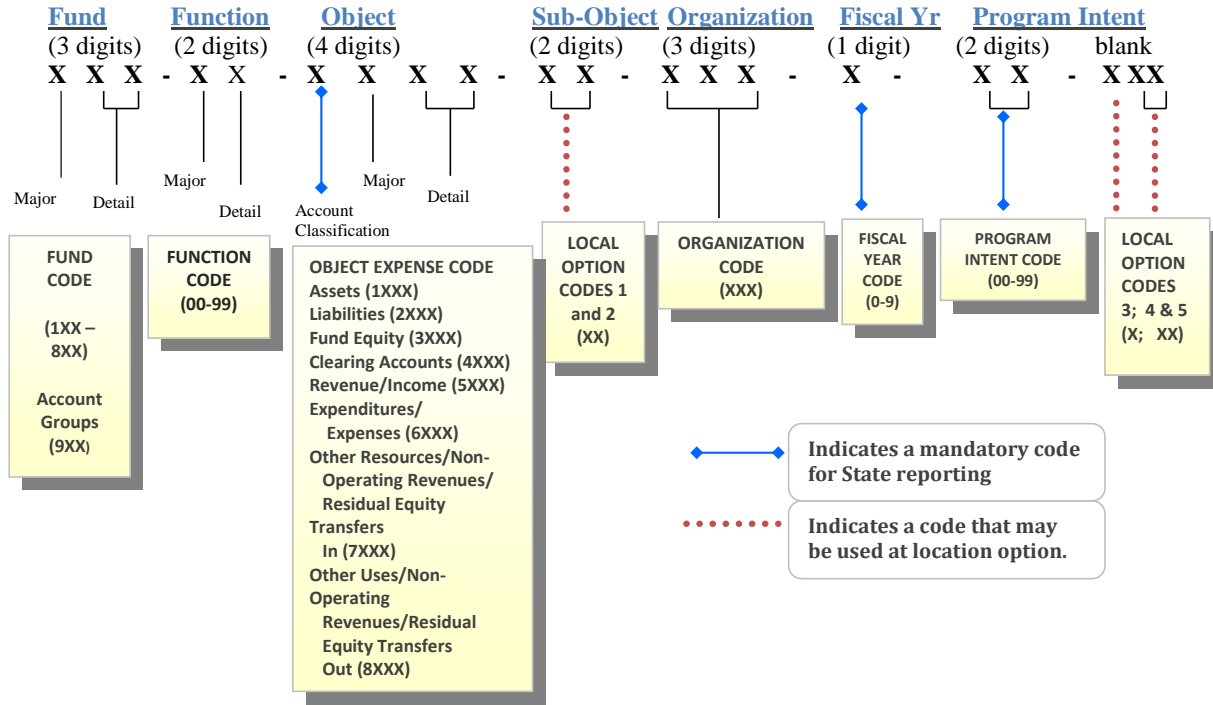 Fund Function Object Sub-Object Organization Fiscal Yr Program Intent
(3 digits) (2 digits) (4 digits) (2 digits) (3 digits) (1 digit) (2 digits) blank
X X X - X X - X X X X - X X - X X X - X - X X - X XX
Major
Detail
Major
Detail
Account
Classification
Major
Detail
FUND
CODE
(1XX –
8XX)
Account
Groups
(9XX)
FUNCTION
CODE
(00-99)
OBJECT EXPENSE CODE
Assets (1XXX)
Liabilities (2XXX)
Fund Equity (3XXX)
Clearing Accounts (4XXX)
Revenue/Income (5XXX)
Expenditures/
Expenses (6XXX)
Other Resources/Non-
Operating Revenues/
Residual Equity
Transfers
In (7XXX)
Other Uses/Non-
Operating
Revenues/Residual
Equity Transfers
Out (8XXX)
LOCAL
OPTION
CODES 1
and 2
(XX)
ORGANIZATION
CODE
(XXX)
FISCAL
YEAR
CODE
(0-9)
PROGRAM
INTENT CODE
(00-99)
LOCAL
OPTION
CODES
3; 4 & 5
(X; XX)
Indicates a mandatory code
for State reporting
Indicates a code that may
be used at location option.